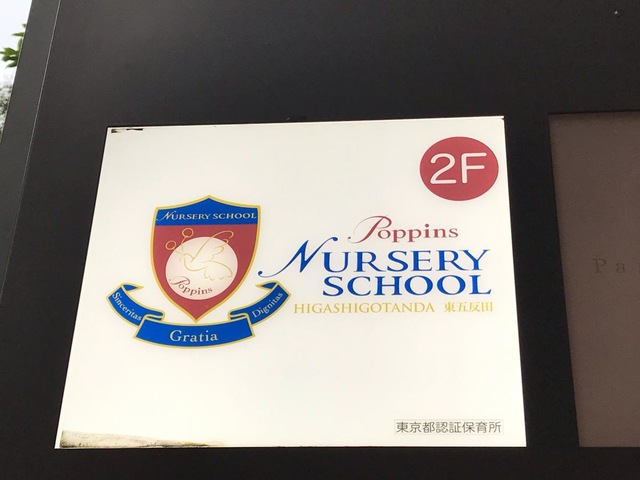 2F
NURSERY SCHOOL
Poppins
Sinceritas
Gratia
Dignitas
Poppins
NURSERY
SCHOOL
HIGASHIGOTANDA 東五反田
東京都認証保育所
Pa